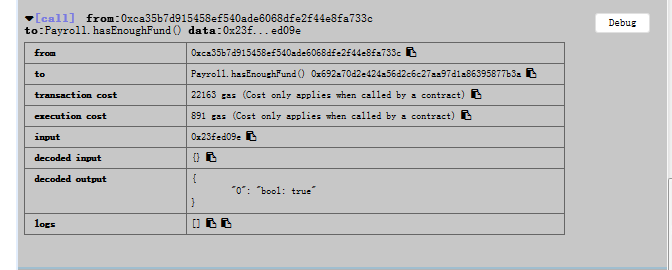 [call] from:0xca35b7d915458ef540ade6068dfe2f44e8fa733c
to:Payroll.hasEnoughFund() data:0x23f...ed09e
Debug
from 0xca35b7d915458ef540ade6068dfe2f44e8fa733c
to Payroll.hasEnoughFund() 0x692a70d2e424a56d2c6c27aa97d1a86395877b3a
transaction cost 22163 gas (Cost only applies when called by a contract)
execution cost 891 gas (Cost only applies when called by a contract)
input 0x23fed09e
decoded input {}
decoded output {
"0": "bool: true"
}
logs []